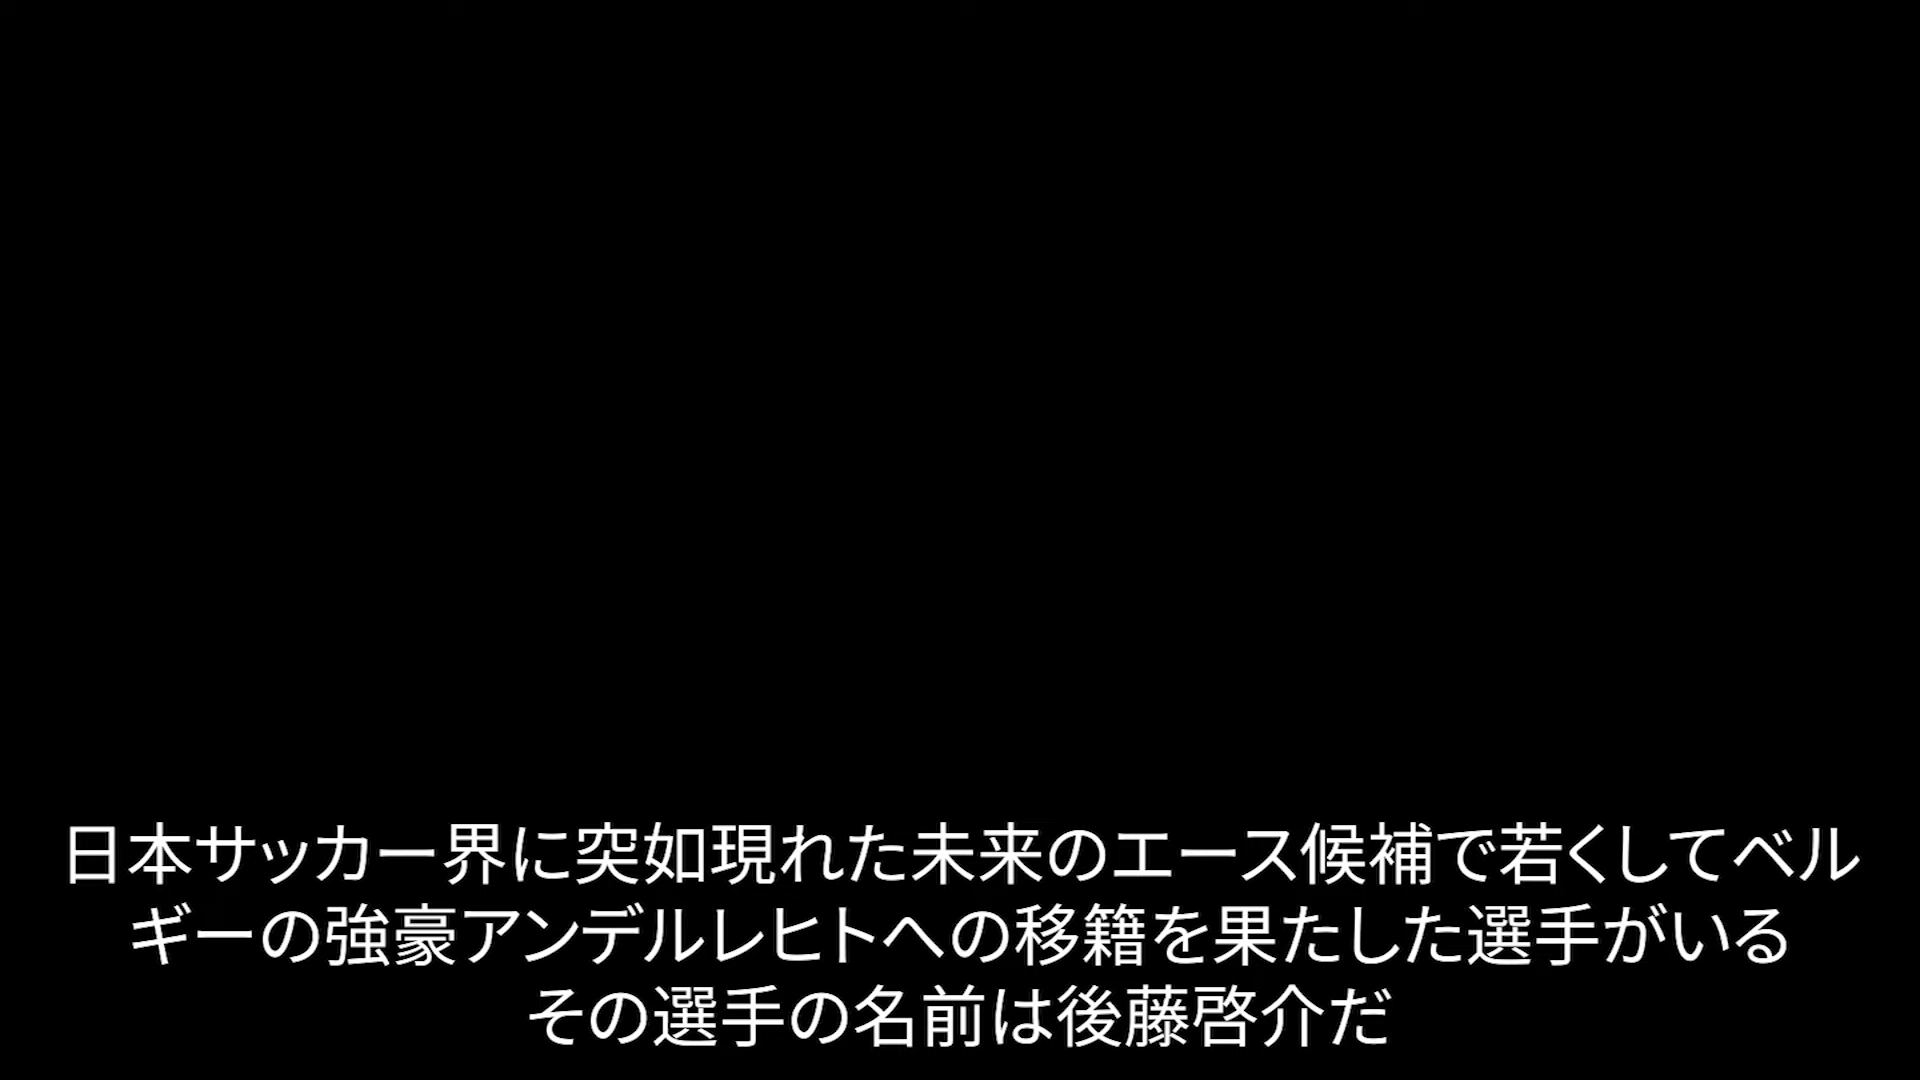 日本サッカー界に突如現れた未来のエース候補で若くしてベル
ギーの強豪アンデルレヒトへの移籍を果たした選手がいる
その選手の名前は後藤啓介だ